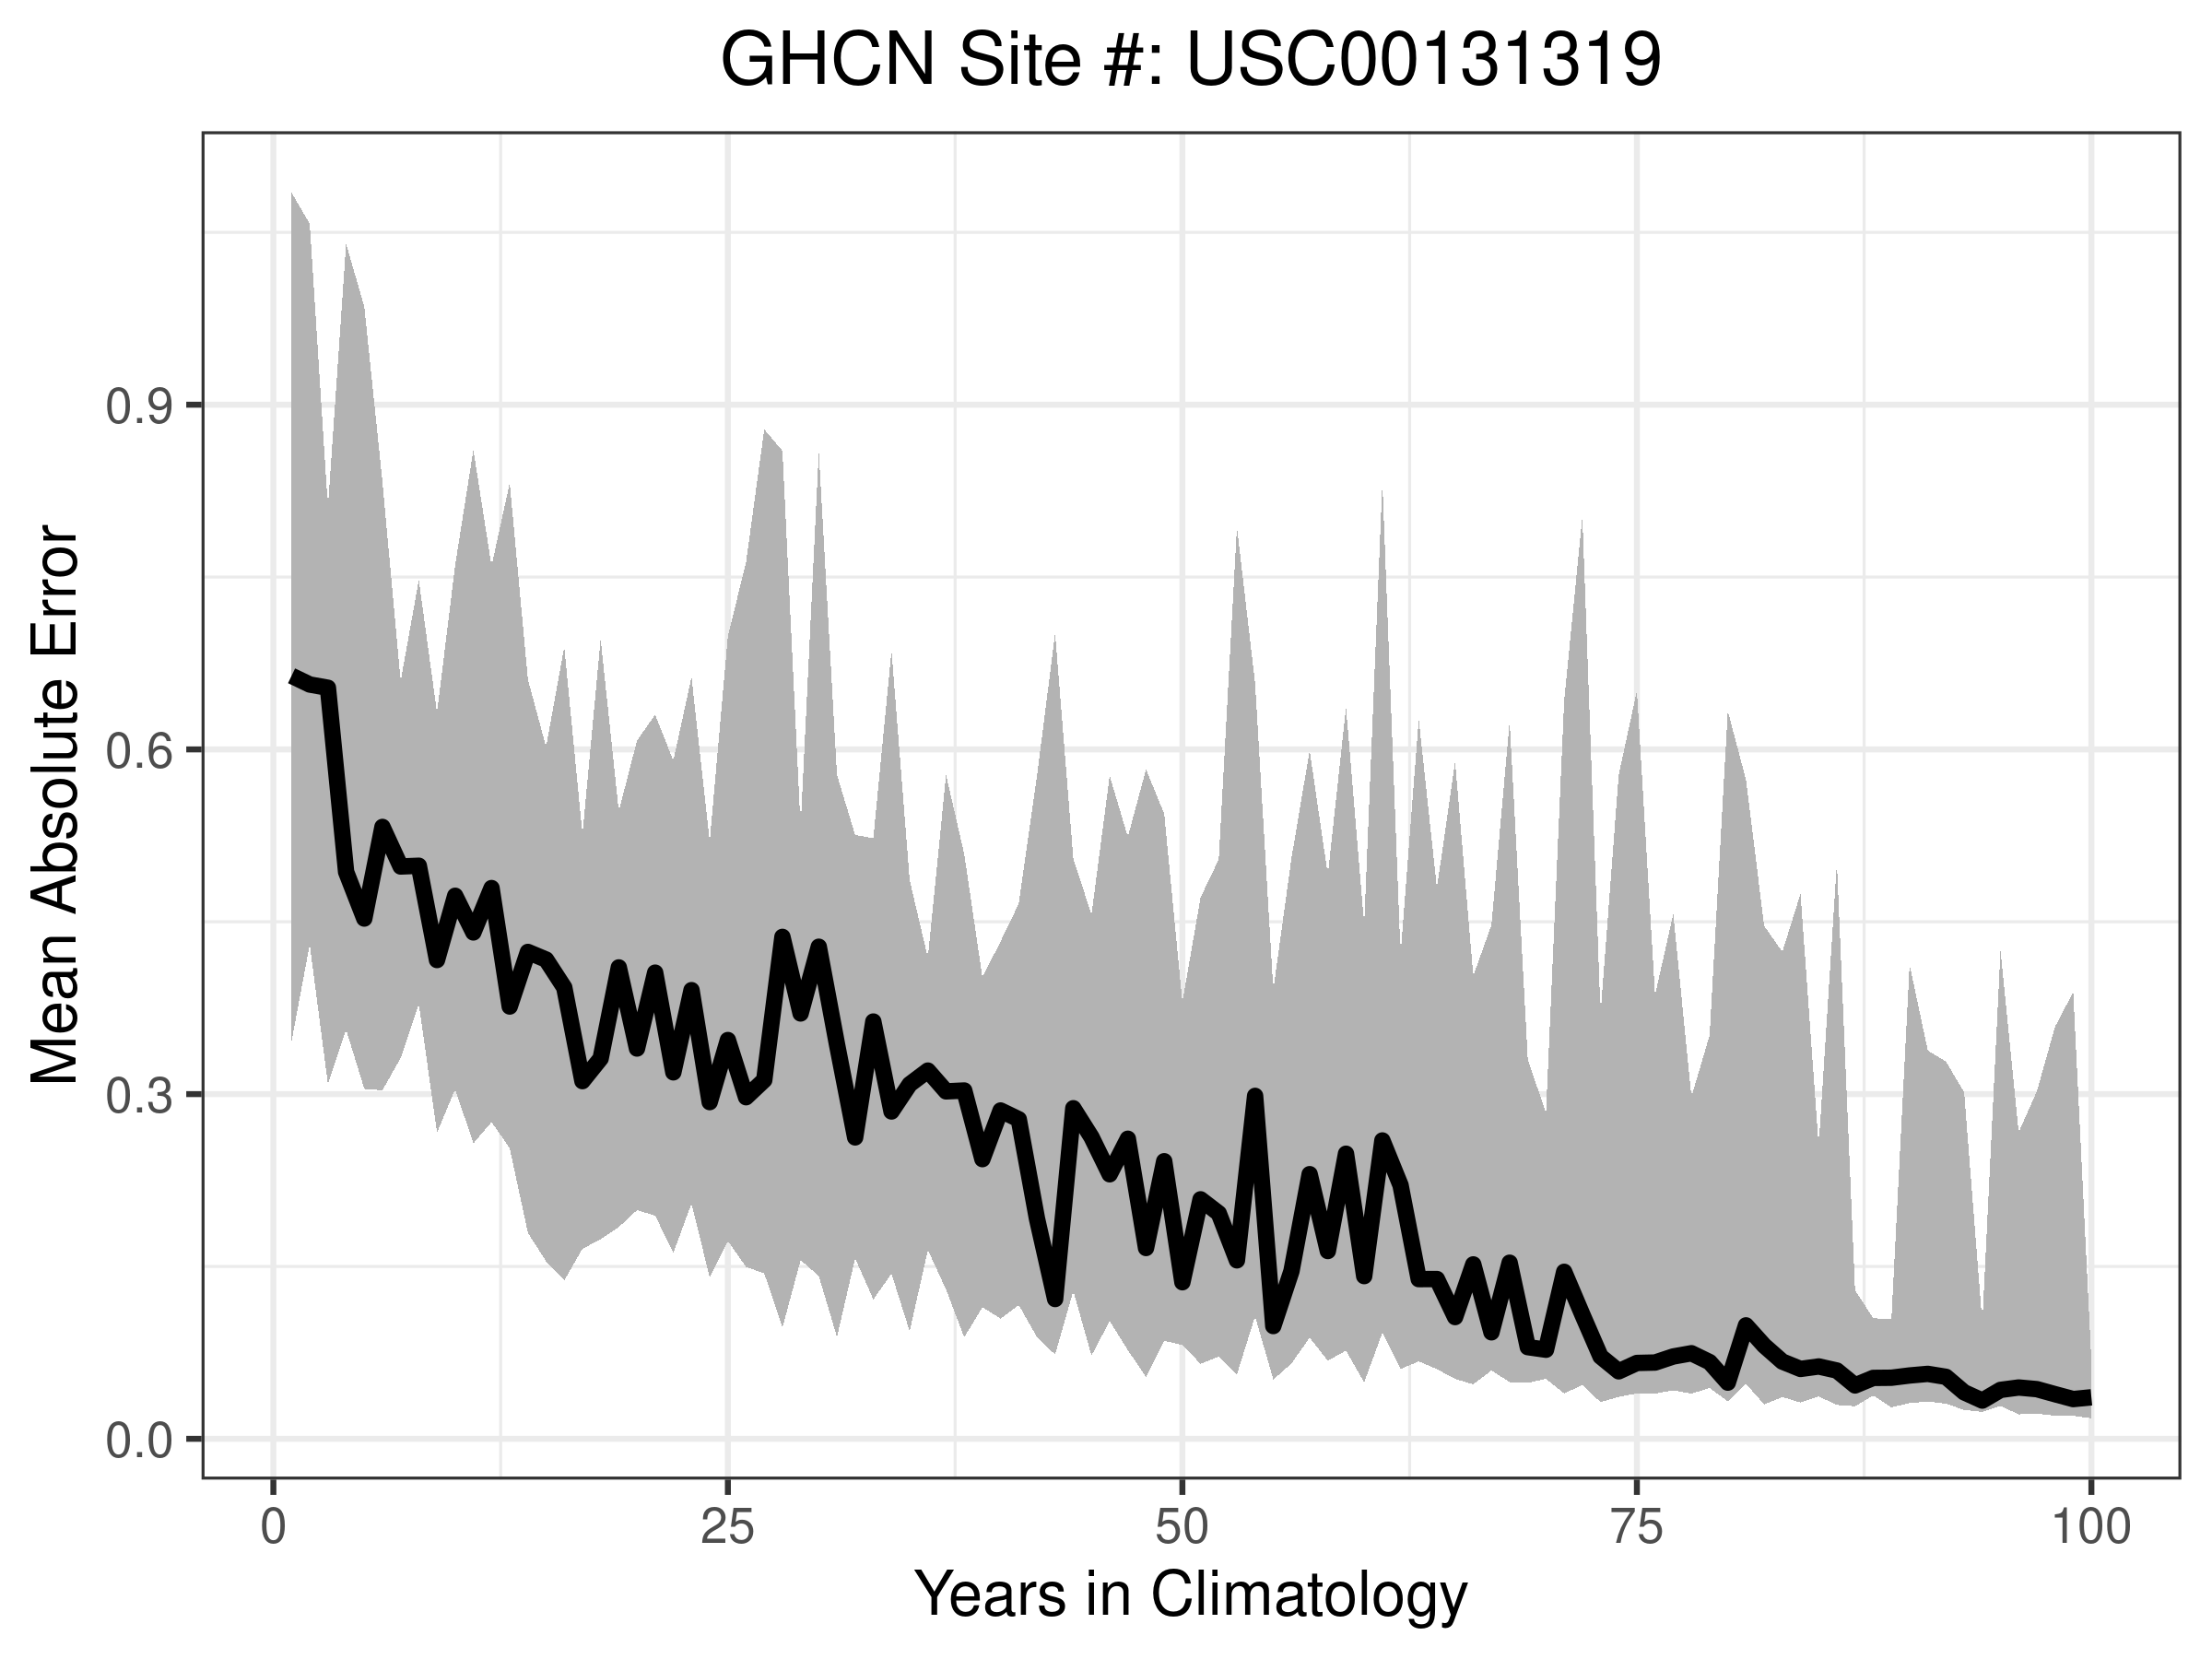 GHCN Site #: USC00131319
Mean Absolute Error
0.9
0.6
0.3
0.0
0 25 50 75 100
Years in Climatology